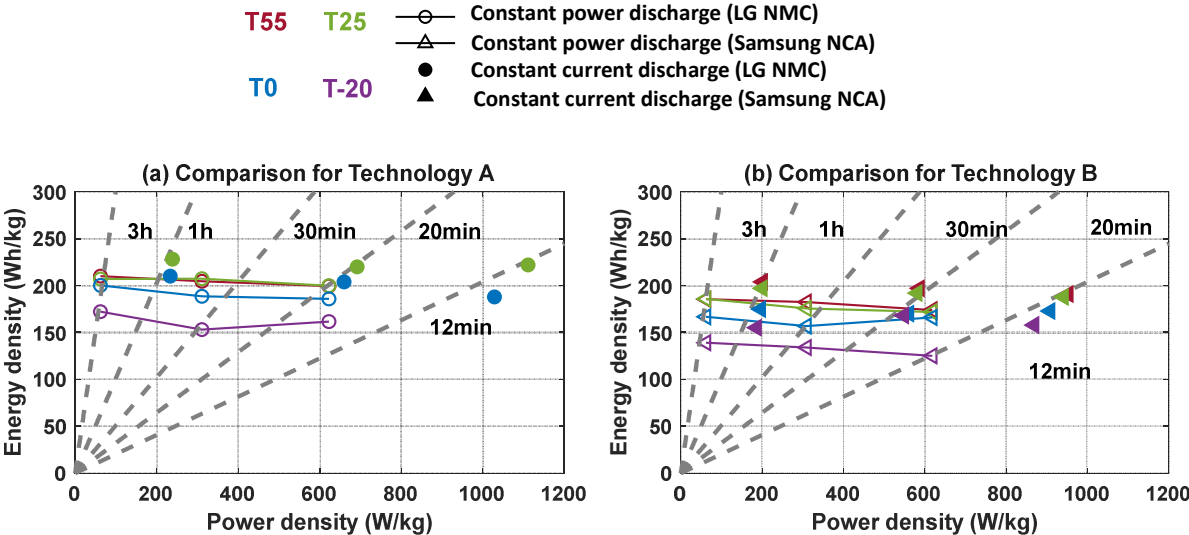 T55 T25 Constant power discharge (LG NMC)
Constant power discharge (Samsung NCA)
T0 T-20 Constant current discharge (LG NMC)
Constant current discharge (Samsung NCA)
(a) Comparison for Technology A
Energy density (Wh/kg)
300
250
200
150
100
50
0
3h 1h 30min 20min
12min
0 200 400 600 800 1000 1200
Power density (W/kg)
(b) Comparison for Technology B
Energy density (Wh/kg)
300
250
200
150
100
50
0
3h 1h 30min 20min
12min
0 200 400 600 800 1000 1200
Power density (W/kg)